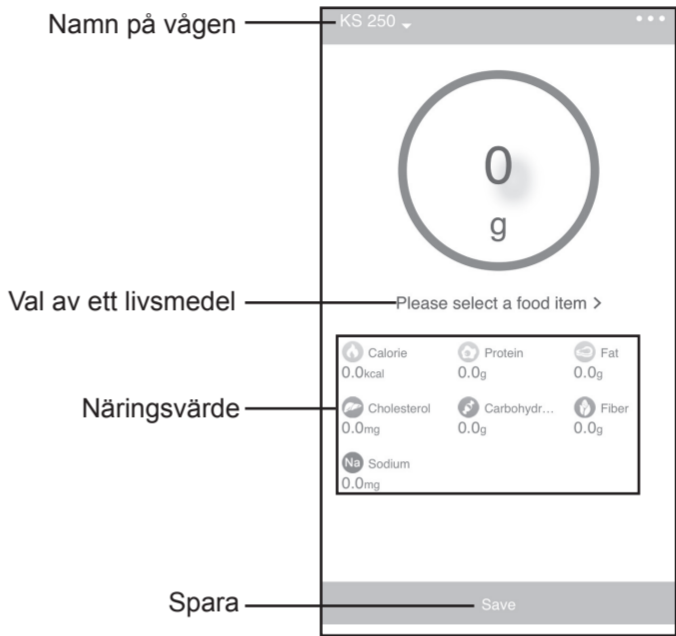 Namn på vågen
KS 250
0
g
Val av ett livsmedel
Please select a food item >
Näringsvärde
Calorie Protein Fat
0.0kcal 0.0g 0.0g
Cholesterol Carbohydr... Fiber
0.0mg 0.0g 0.0g
Na Sodium
0.0mg
Spara
Save